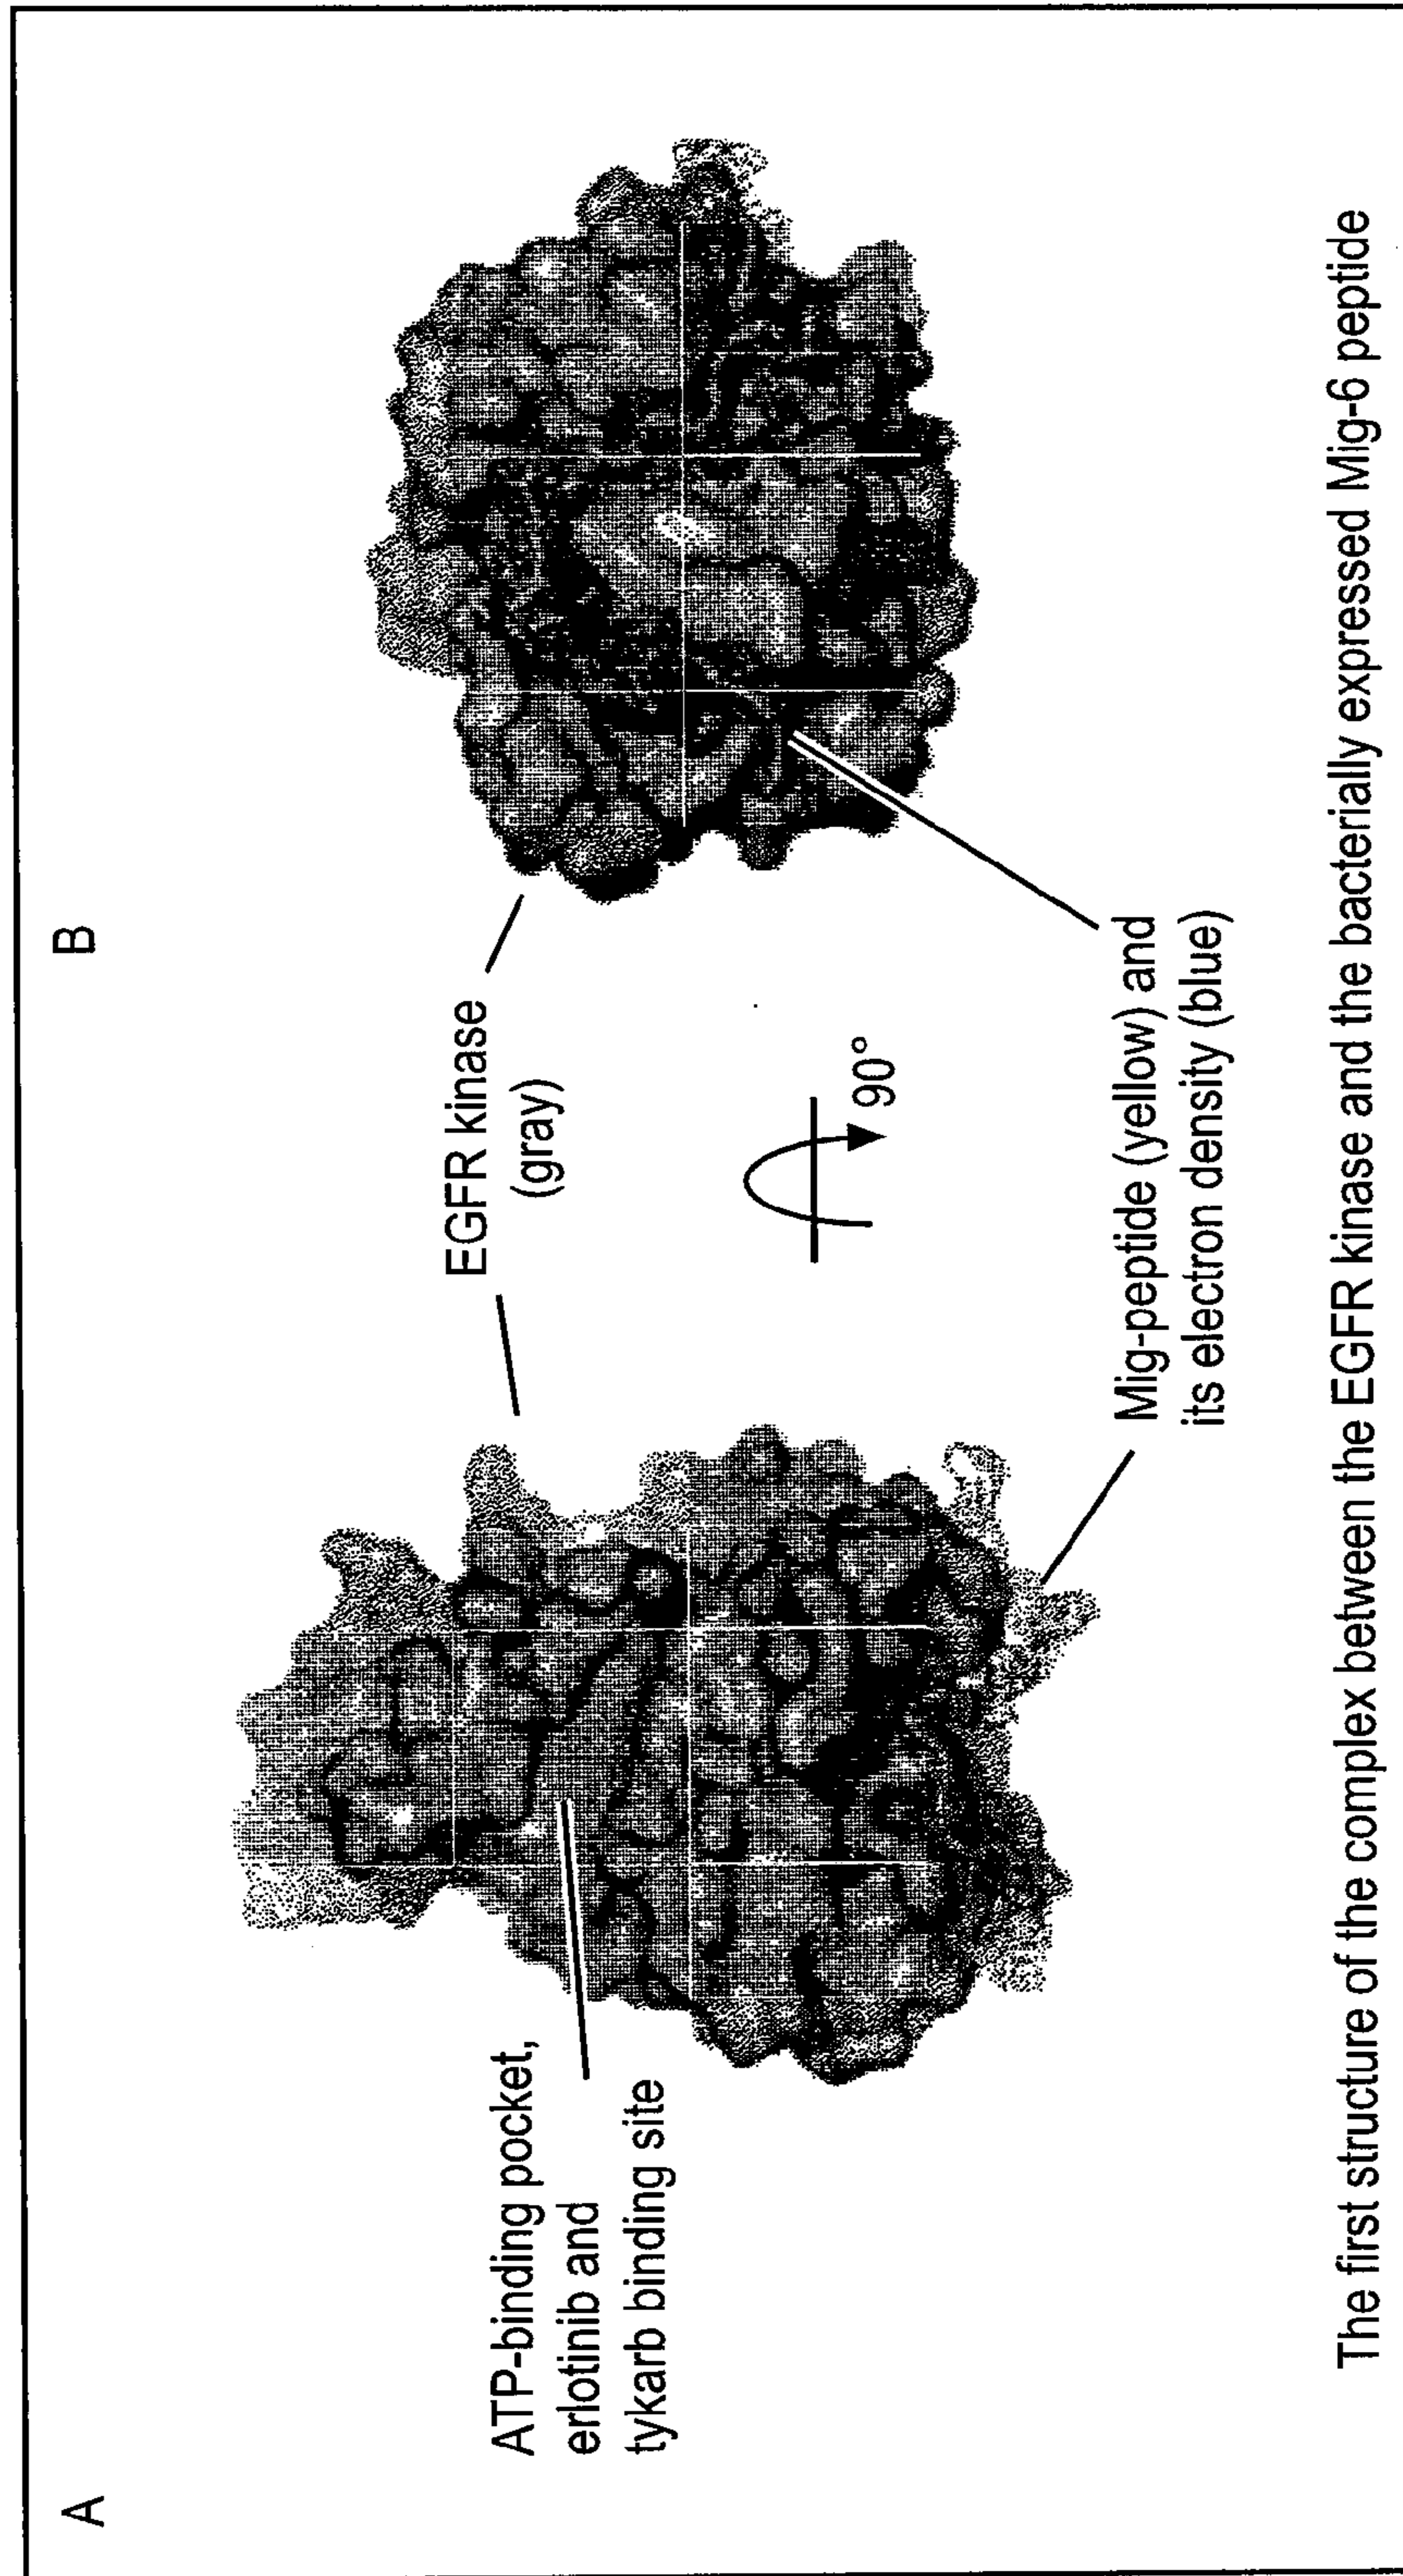 A
B
ATP-binding pocket,
erlotinib and
tykarb binding site
EGFR kinase
(gray)
90°
Mig-peptide (yellow) and
its electron density (blue)
The first structure of the complex between the EGFR kinase and the bacterially expressed Mig-6 peptide